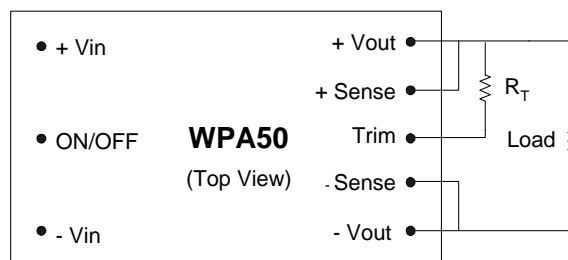 + Vin
+ Vout
+ Sense
R_T
ON/OFF
WPA50
Trim
Load
(Top View)
- Sense
- Vin
- Vout